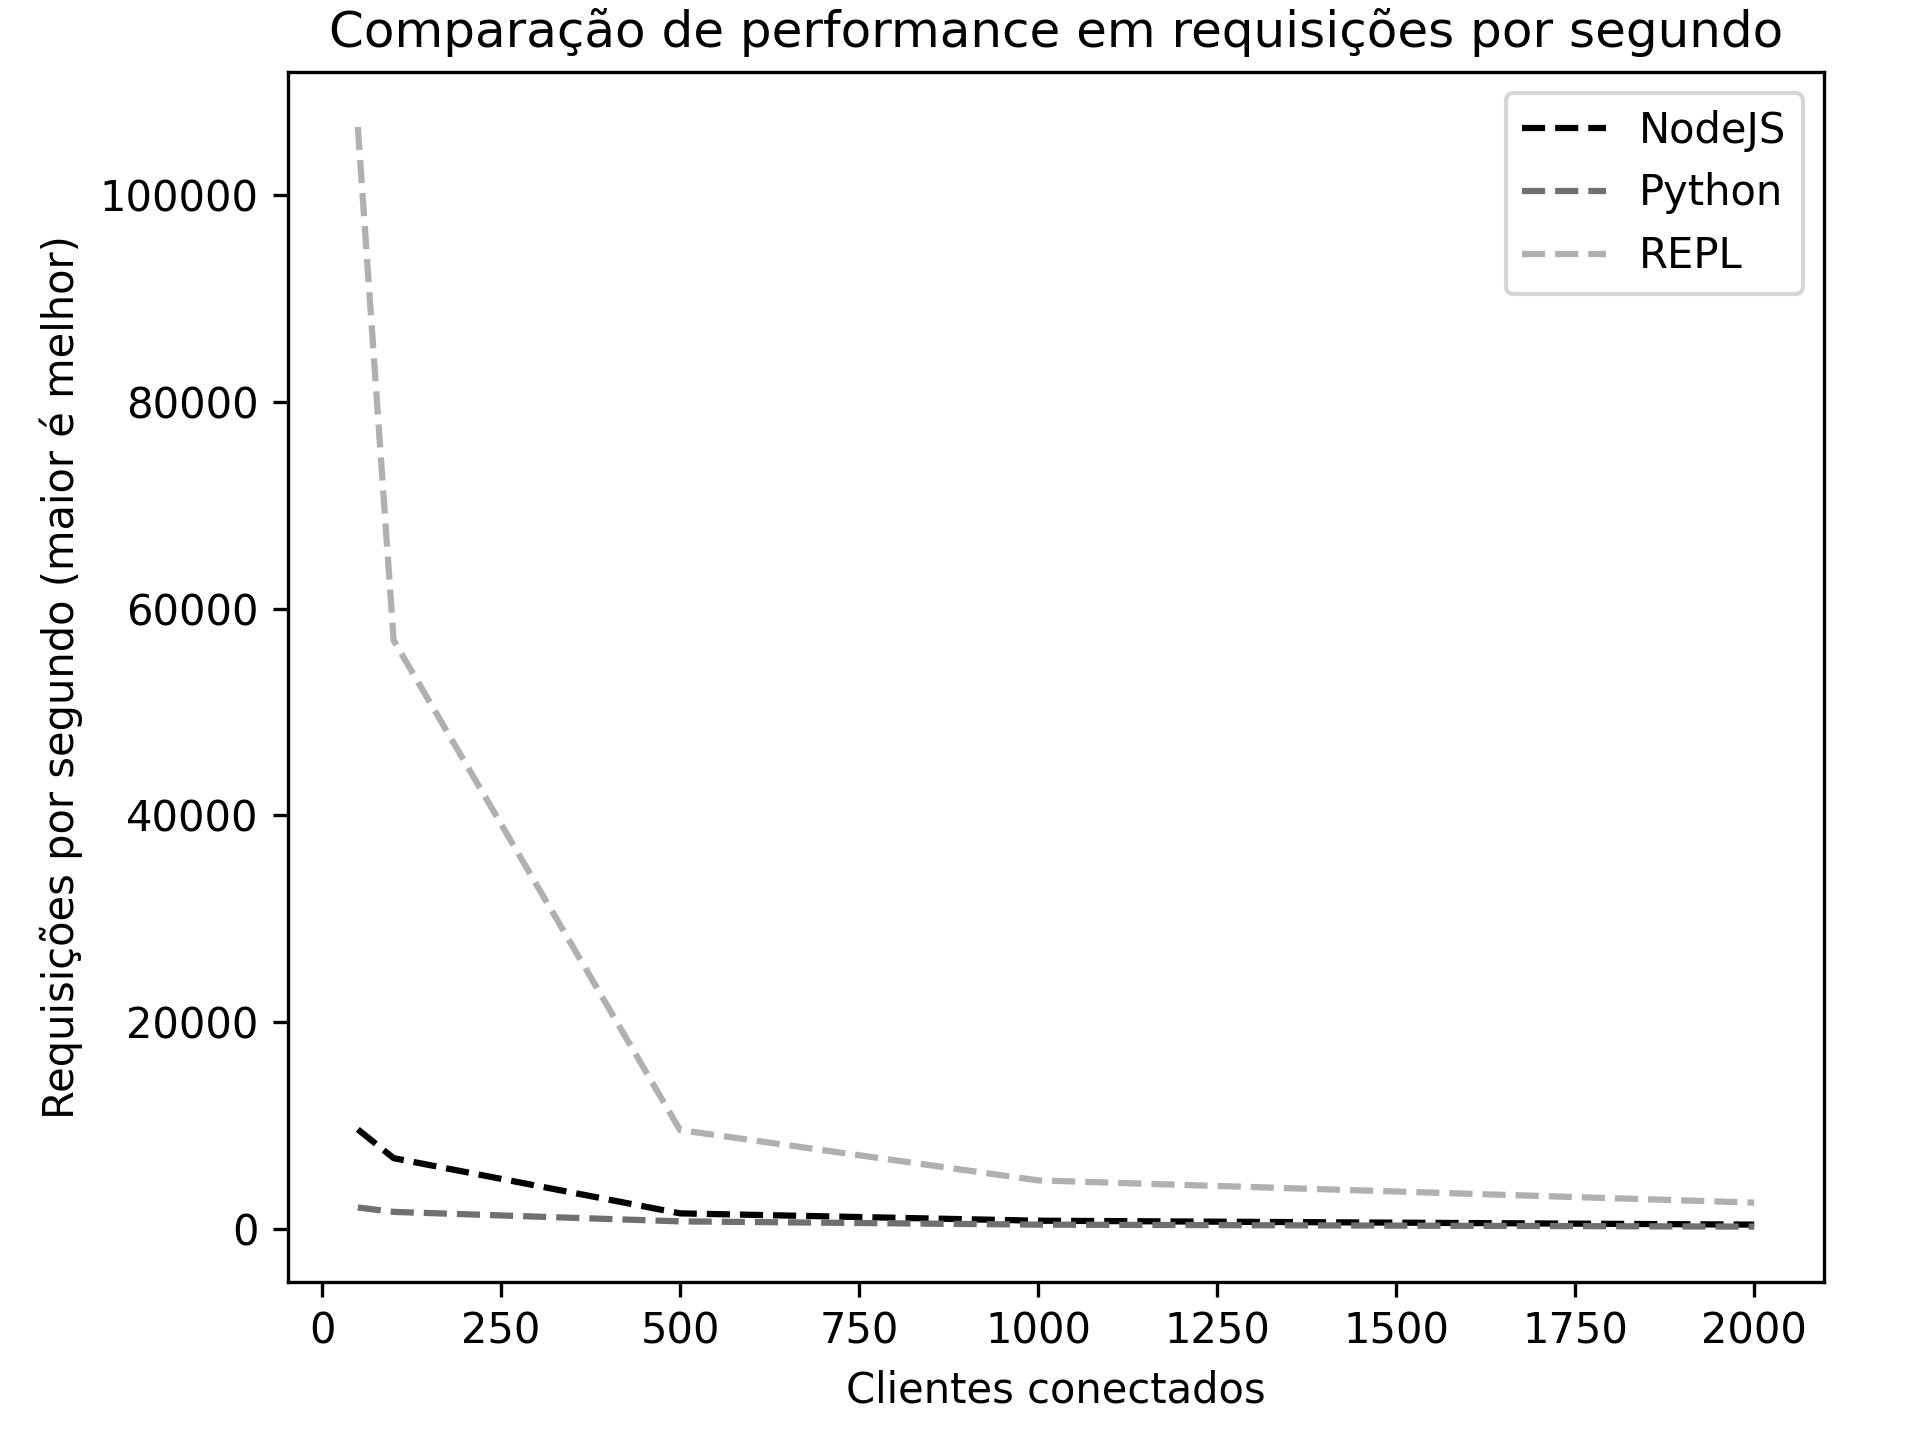 Comparação de performance em requisições por segundo
NodeJS
Python
REPL
Requisições por segundo (maior é melhor)
100000
80000
60000
40000
20000
0
0 250 500 750 1000 1250 1500 1750 2000
Clientes conectados